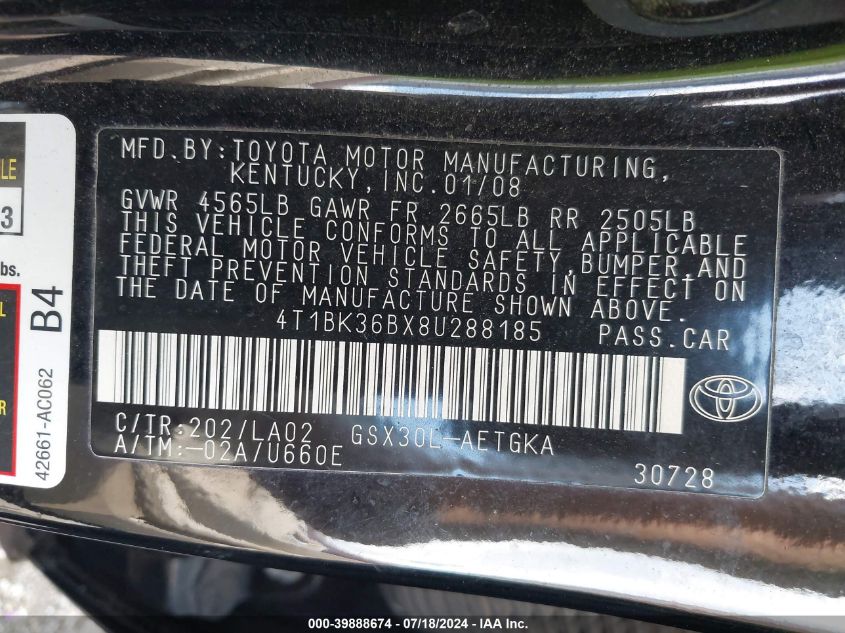 MFD.BY:TOYOTA MOTOR MANUFACTURING,
KENTUCKY,INC.01/08
GVWR 4565LB GAWR FR 2665LB RR 2505LB
THIS VEHICLE CONFORMS TO ALL APPLICABLE
FEDERAL MOTOR VEHICLE SAFETY,BUMPER,AND
THEFT PREVENTION STANDARDS IN EFFECT ON
THE DATE OF MANUFACTURE SHOWN ABOVE.
4T1BK36BX8U288185 PASS.CAR
C/TR:202/LA02 GSX30L-AETGKA
A/TM:-02A/U660E
30728
LE
3
bs.
L
R
B4
42661-AC062
000-39888674 / 07/18/2024 / IAA Inc.